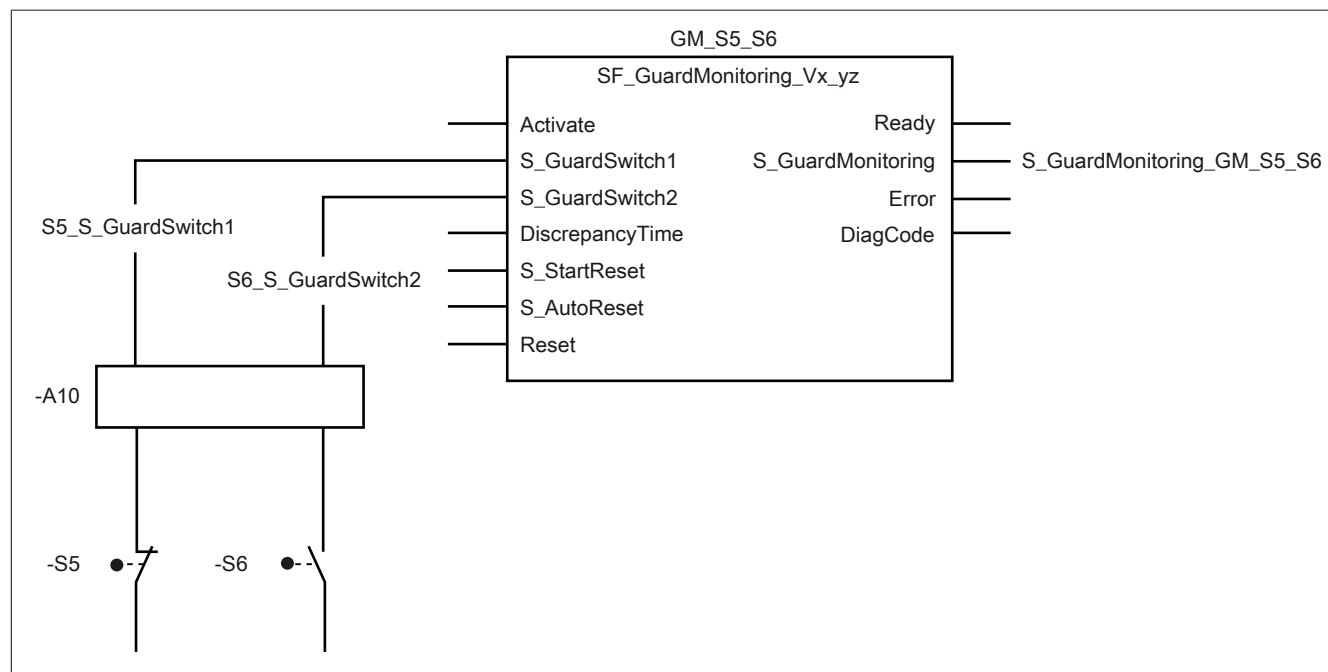 GM_S5_S6
SF_GuardMonitoring_Vx_yz
Activate Ready
S_GuardSwitch1 S_GuardMonitoring S_GuardMonitoring_GM_S5_S6
S_GuardSwitch2 Error
S5_S_GuardSwitch1 DiscrepancyTime DiagCode
S6_S_GuardSwitch2 S_StartReset
S_AutoReset
Reset
-A10
-S5 -S6